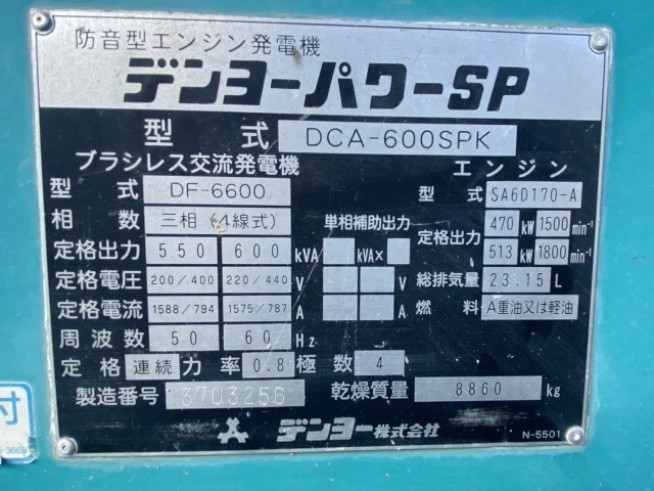 防音型エンジン発電機
デンヨーパワーSP
型 式 DCA-600SPK
ブラシレス交流発電機
型 式 DF-6600
相 数 三相（4線式）
定格出力 550 600 kVA
定格電圧 200/400 220/440 V
定格電流 1588/794 1575/787 A
周波数 50 60 Hz
定格 連続 力率 0.8 極数 4
製造番号 3703256
単相補助出力
kVA×
V
A
エンジン
型 式 SA6D170-A
定格出力 470 kW 1500 min⁻¹
513 kW 1800 min⁻¹
総排気量 23.15 L
燃 料 A重油又は軽油
乾燥質量 8860 kg
デンヨー株式会社
N-5501
付